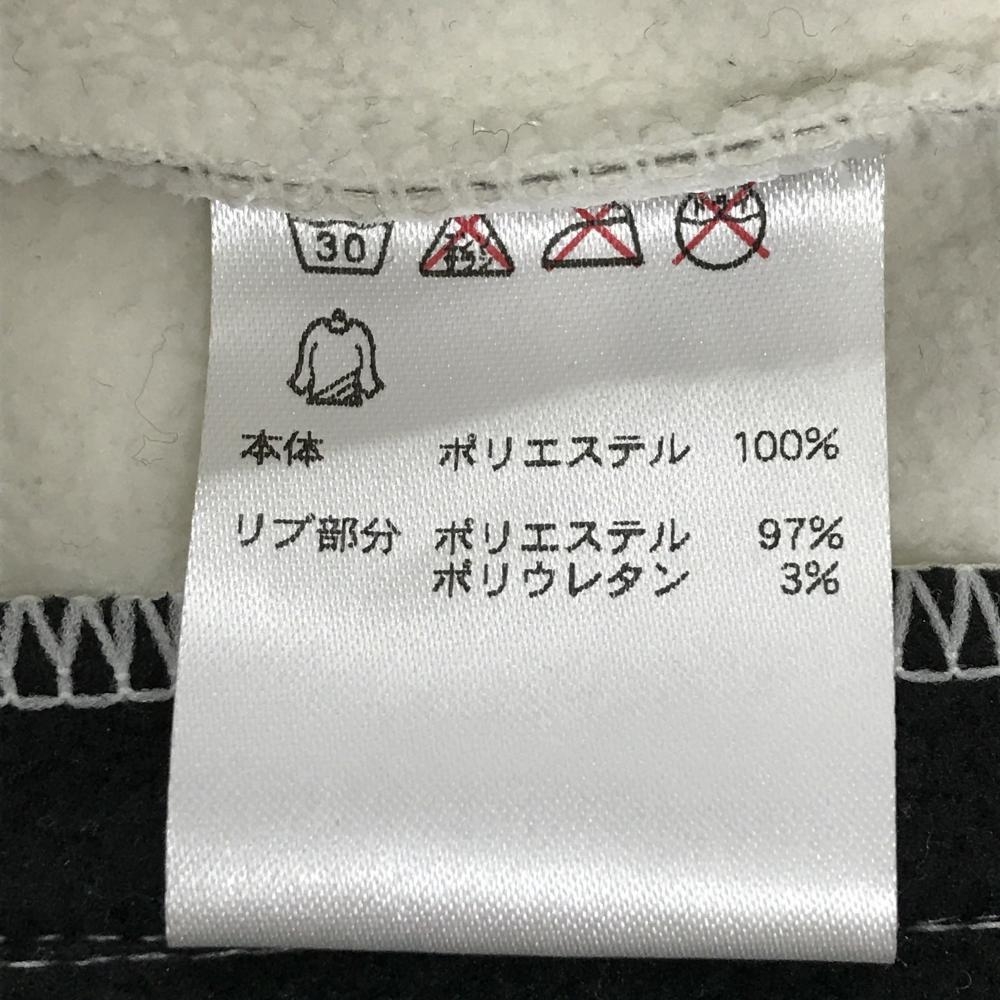 30
本体 ポリエステル 100%
リブ部分 ポリエステル 97%
ポリウレタン 3%